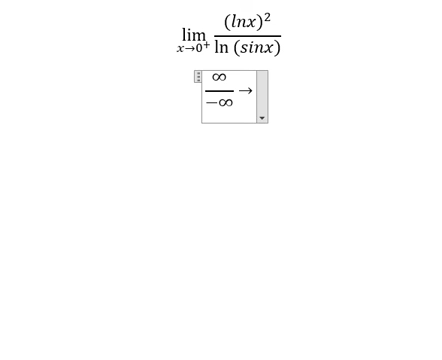 lim x→0⁺ (lnx)² / ln (sinx)
∞ / −∞ →